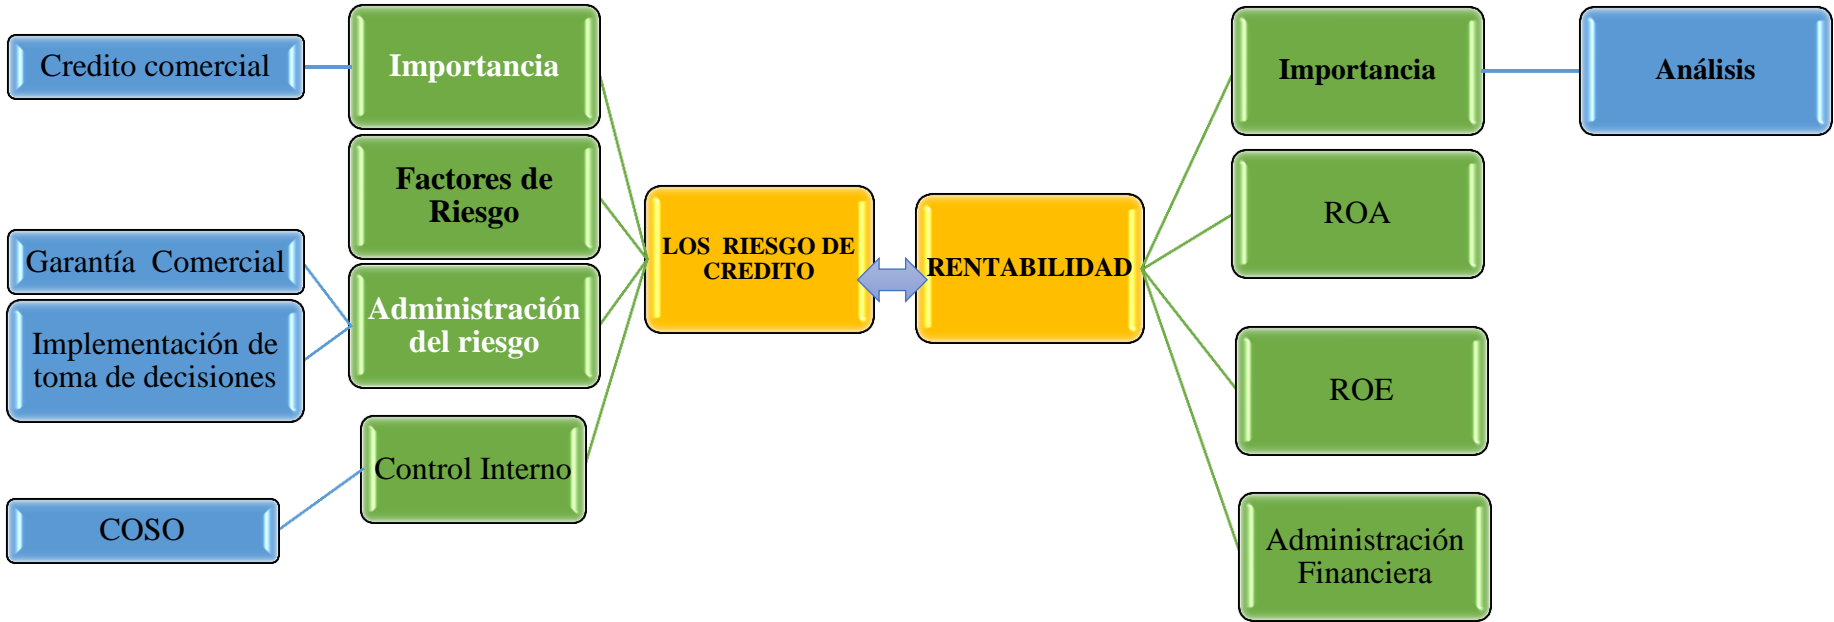 Credito comercial
Garantía Comercial
Implementación de
toma de decisiones
COSO
Importancia
Factores de
Riesgo
Administración
del riesgo
Control Interno
LOS RIESGO DE
CREDITO
RENTABILIDAD
Importancia
ROA
ROE
Administración
Financiera
Análisis